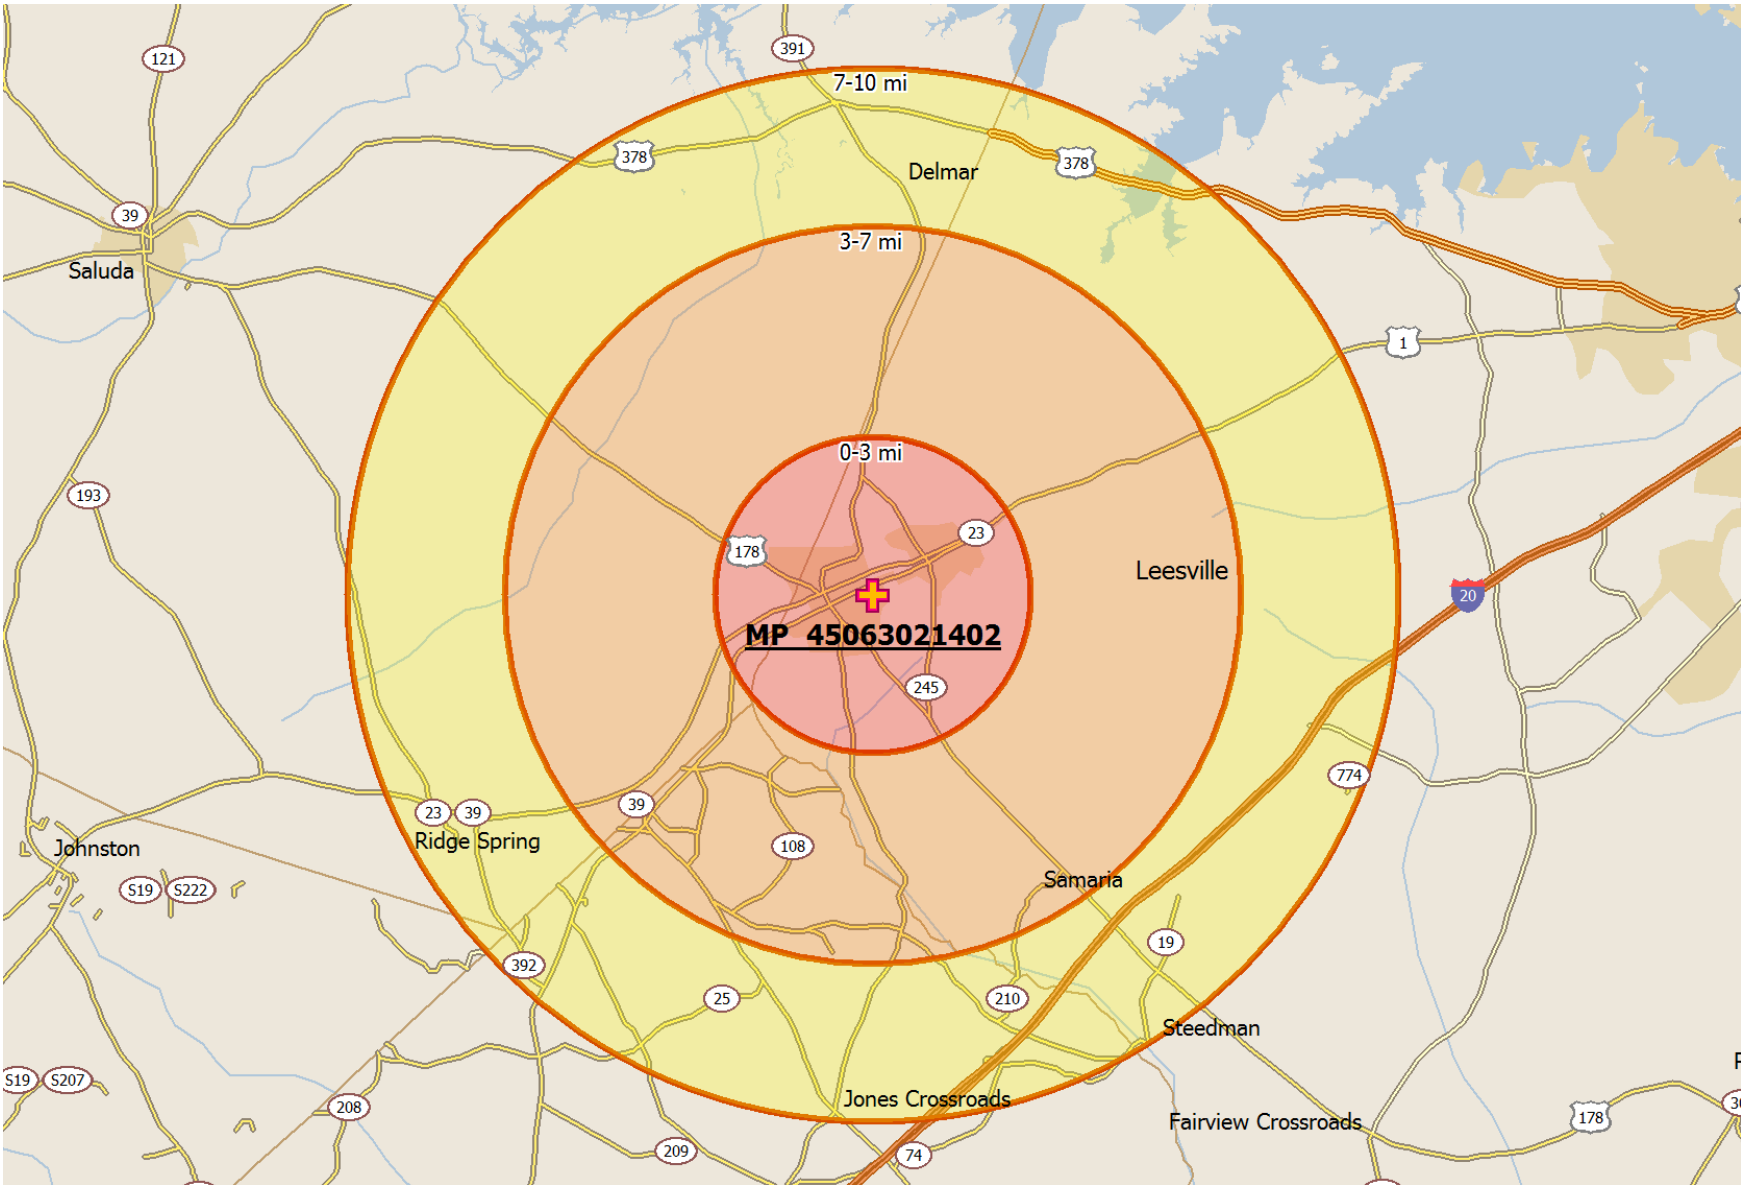 391
121
7-10 mi
378
378
Delmar
39
3-7 mi
Saluda
1
0-3 mi
193
23
178
Leesville
20
MP 45063021402
245
774
39
23
39
Ridge Spring
Johnston
108
Samaria
S19
S222
19
392
25
210
Steedman
S19
S207
Jones Crossroads
208
178
Fairview Crossroads
209
74